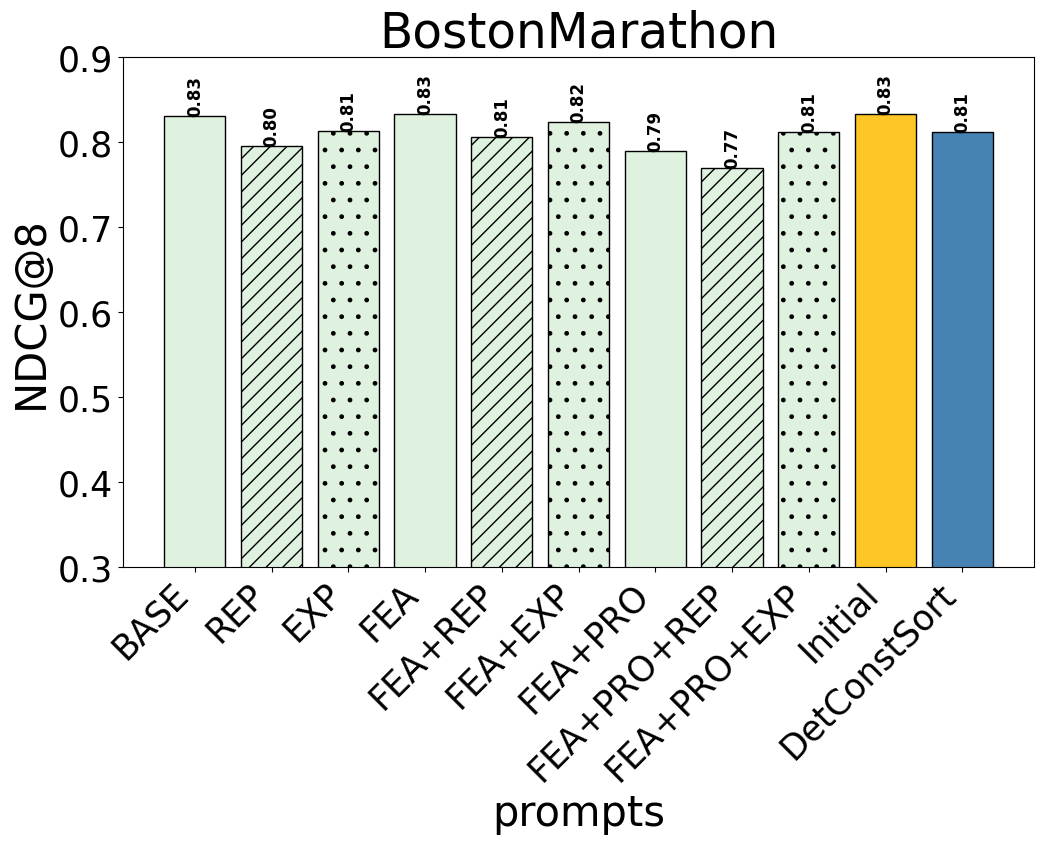 BostonMarathon
NDCG@8
0.9
0.8
0.7
0.6
0.5
0.4
0.3
0.83
0.80
0.81
0.83
0.81
0.82
0.79
0.77
0.81
0.83
0.81
BASE
REP
EXP
FEA
FEA+REP
FEA+EXP
FEA+PRO
FEA+PRO+REP
FEA+PRO+EXP
Initial
DetConstSort
prompts